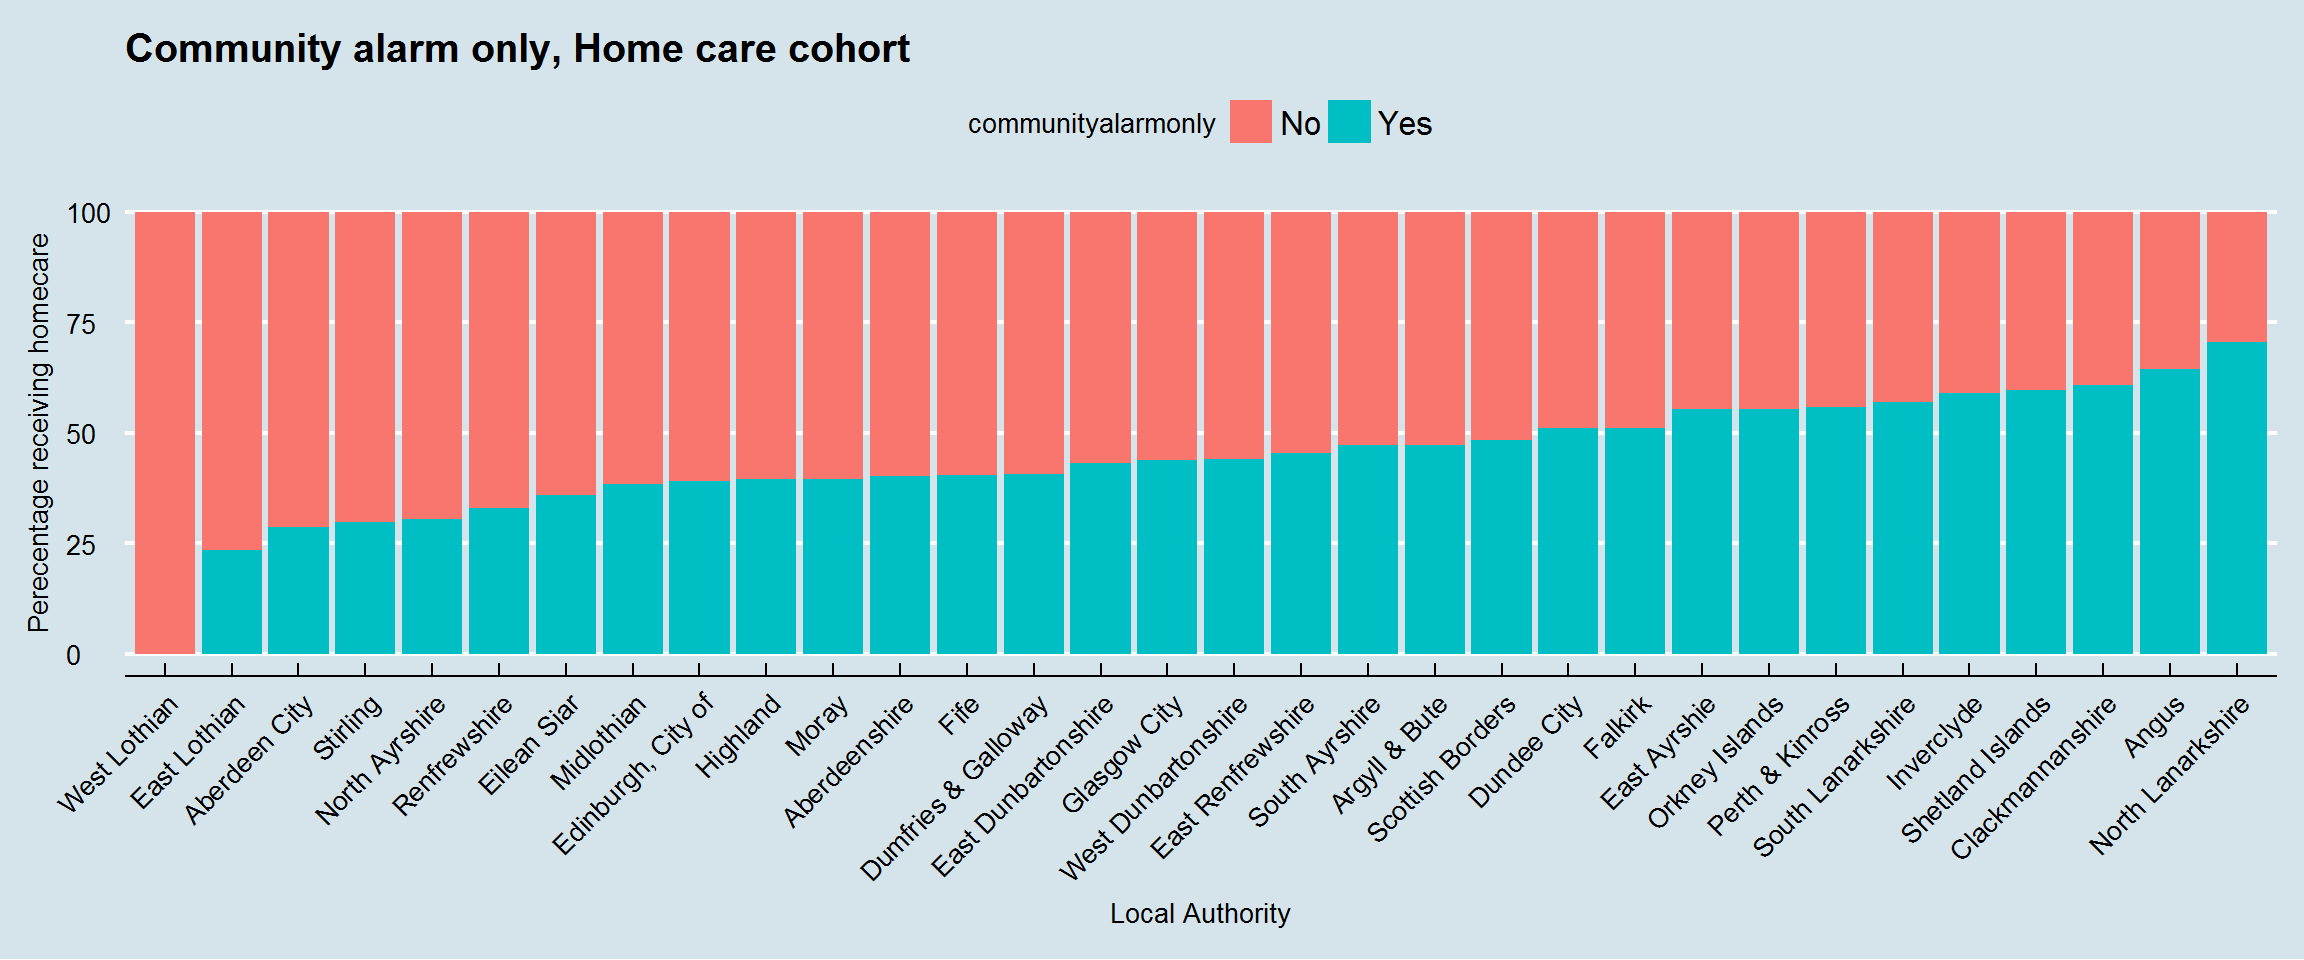 Community alarm only, Home care cohort
communityalarmonly No Yes
Perecentage receiving homecare
100
75
50
25
0
West Lothian
East Lothian
Aberdeen City
Stirling
North Ayrshire
Renfrewshire
Eilean Siar
Midlothian
Edinburgh, City of
Highland
Moray
Aberdeenshire
Fife
Dumfries & Galloway
East Dunbartonshire
Glasgow City
West Dunbartonshire
East Renfrewshire
South Ayrshire
Argyll & Bute
Scottish Borders
Dundee City
Falkirk
East Ayrshie
Orkney Islands
Perth & Kinross
South Lanarkshire
Inverclyde
Shetland Islands
Clackmannanshire
Angus
North Lanarkshire
Local Authority